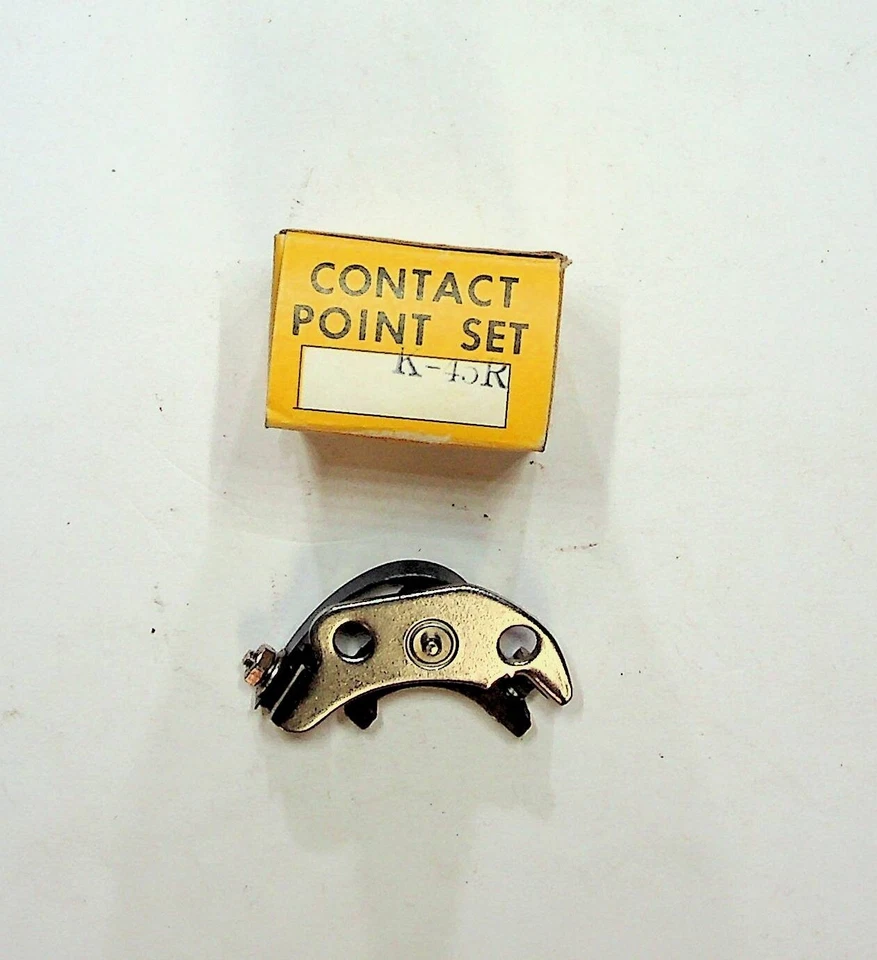 CONTACT
POINT SET
K-45R